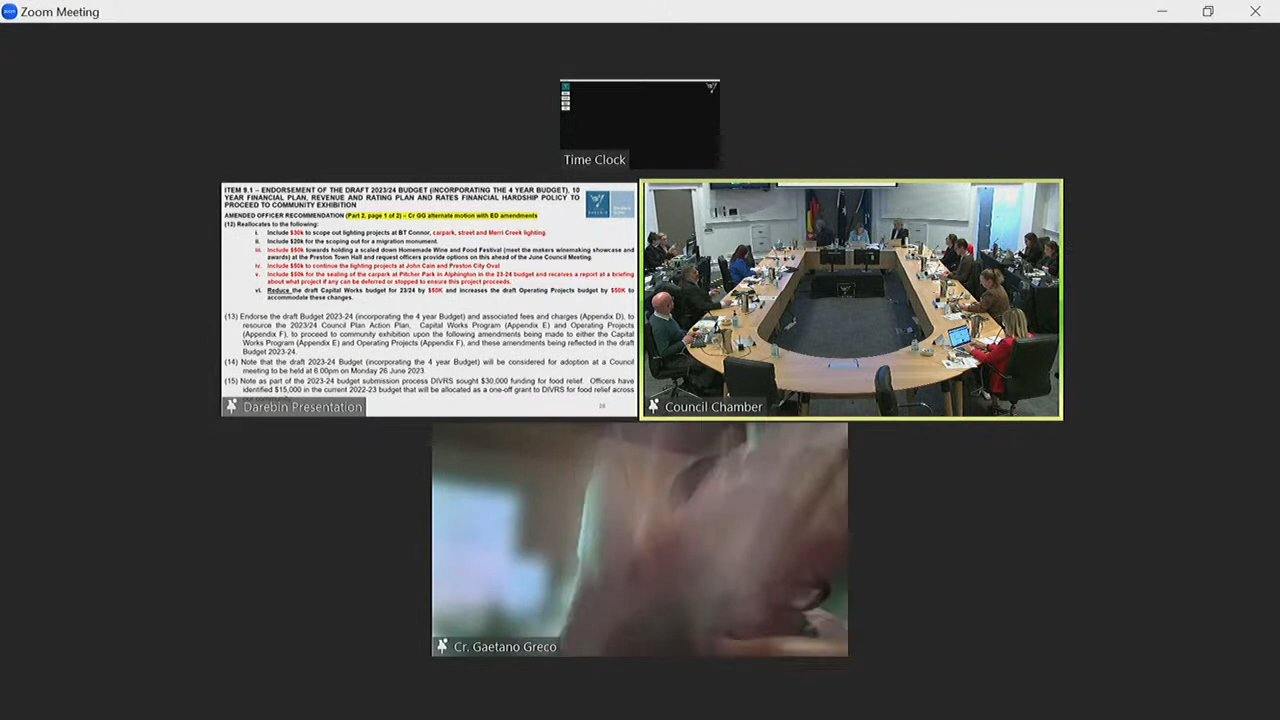 Zoom Meeting
Time Clock
ITEM 9.1 – ENDORSEMENT OF THE DRAFT 2023/24 BUDGET (INCORPORATING THE 4 YEAR BUDGET), 10
YEAR FINANCIAL PLAN, REVENUE AND RATING PLAN AND RATES FINANCIAL HARDSHIP POLICY TO
PROCEED TO COMMUNITY EXHIBITION
AMENDED OFFICER RECOMMENDATION (Part 2, page 1 of 2) – Cr GG alternate motion with ED amendments
(12) Reallocates to the following:
i. Include $30k to scope out lighting projects at BT Connor, carpark, street and Merri Creek lighting
ii. Include $20k for the scoping out for a migration monument.
iii. Include $50k towards holding a scaled down Homemade Wine and Food Festival (meet the makers winemaking showcase and
awards) at the Preston Town Hall and request officers provide options on this ahead of the June Council Meeting.
iv. Include $50k to continue the lighting projects at John Cain and Preston City Oval
v. Include $50k for the sealing of the carpark at Pitcher Park in Alphington in the 23-24 budget and receives a report at a briefing
about what project if any can be deferred or stopped to ensure this project proceeds.
vi. Reduce the draft Capital Works budget for 23/24 by $50K and increases the draft Operating Projects budget by $50K to
accommodate these changes.
(13) Endorse the draft Budget 2023-24 (incorporating the 4 year Budget) and associated fees and charges (Appendix D), to
resource the 2023/24 Council Plan Action Plan, Capital Works Program (Appendix E) and Operating Projects
(Appendix F), to proceed to community exhibition upon the following amendments being made to either the Capital
Works Program (Appendix E) and Operating Projects (Appendix F), and these amendments being reflected in the draft
Budget 2023-24.
(14) Note that the draft 2023-24 Budget (incorporating the 4 year Budget) will be considered for adoption at a Council
meeting to be held at 6.00pm on Monday 26 June 2023.
(15) Note as part of the 2023-24 budget submission process DIVRS sought $30,000 funding for food relief. Officers have
identified $15,000 in the current 2022-23 budget that will be allocated as a one-off grant to DIVRS for food relief across
Darebin Presentation
Council Chamber
Cr. Gaetano Greco